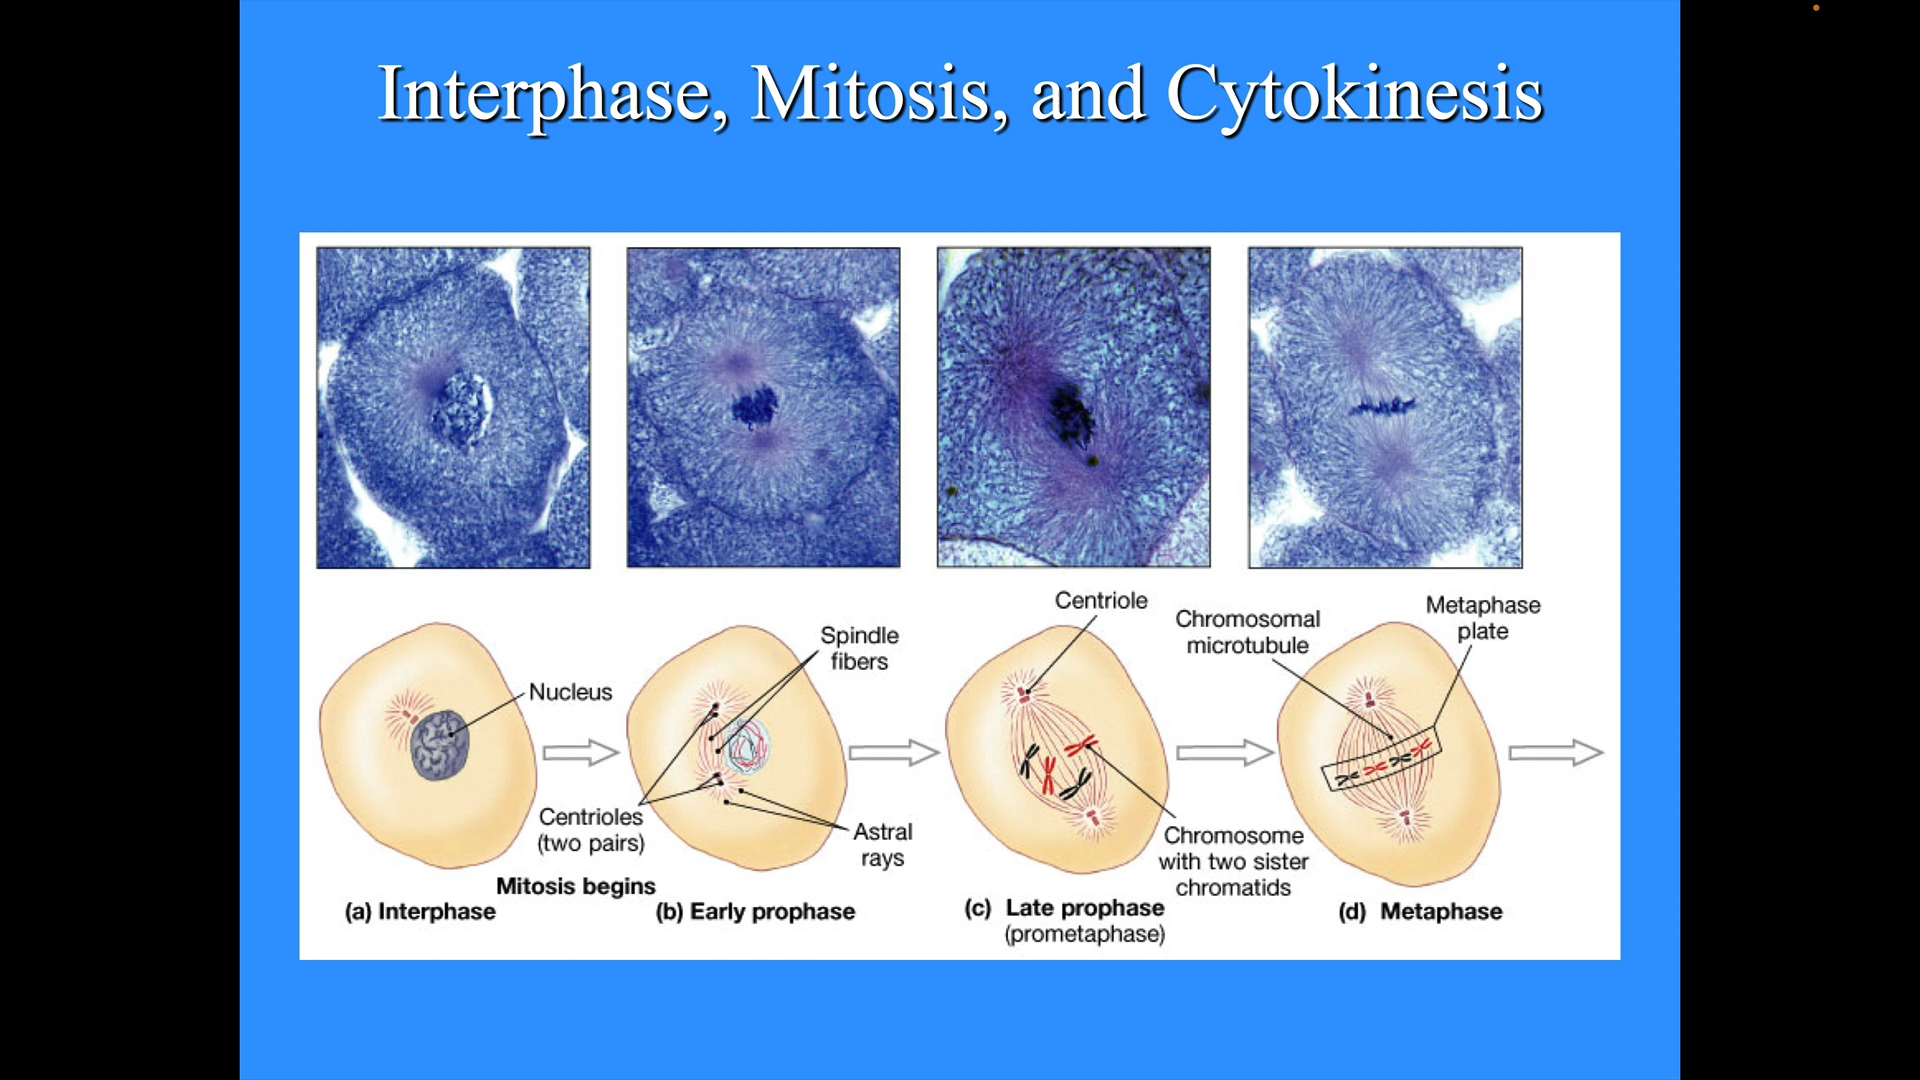 Interphase, Mitosis, and Cytokinesis
Centriole
Chromosomal
microtubule
Metaphase
plate
Spindle
fibers
Nucleus
Centrioles
(two pairs)
Astral
rays
Chromosome
with two sister
chromatids
Mitosis begins
(a) Interphase
(b) Early prophase
(c) Late prophase
(prometaphase)
(d) Metaphase